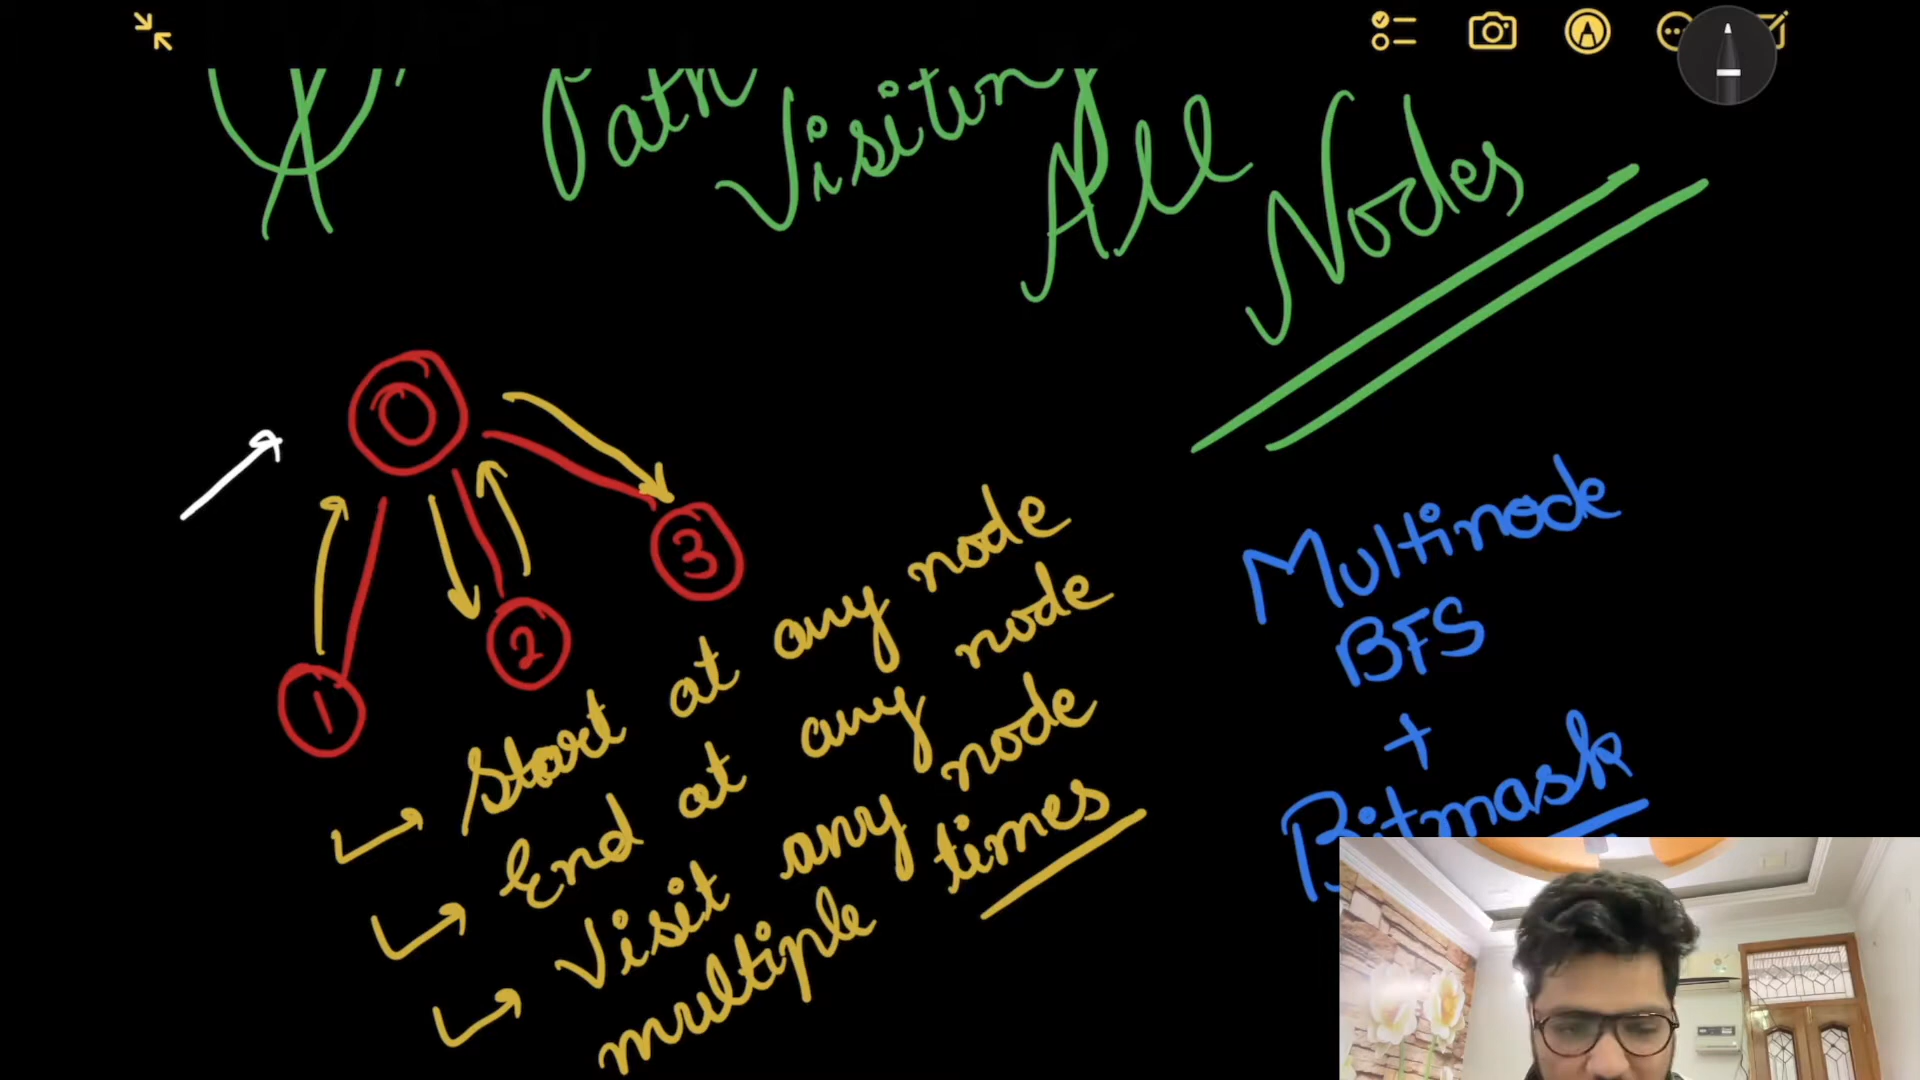 Path Visiting All Nodes
0
3
2
1
Start at any node
End at any node
Visit any node
multiple times
Multinode
BFS
+
Bitmask